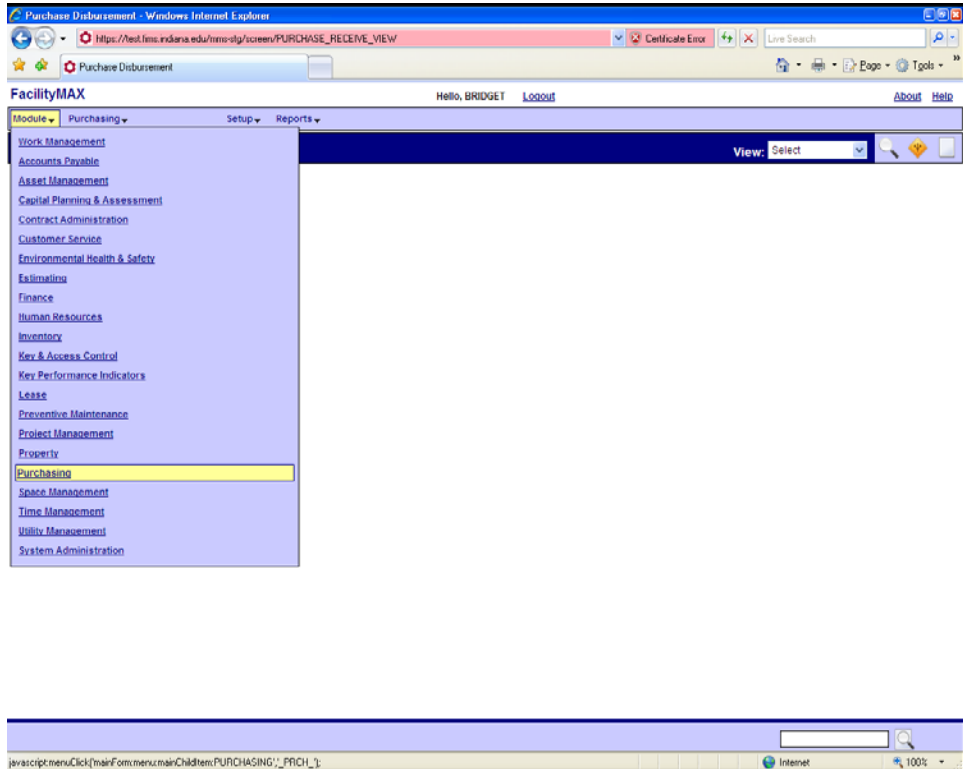 Purchase Disbursement - Windows Internet Explorer
https://test.fms.indiana.edu/mms-stg/screen/PURCHASE_RECEIVE_VIEW Certificate Error Live Search
Purchase Disbursement Page Tools »
FacilityMAX Hello, BRIDGET Logout About Help
Module Purchasing Setup Reports
View: Select
Work Management
Accounts Payable
Asset Management
Capital Planning & Assessment
Contract Administration
Customer Service
Environmental Health & Safety
Estimating
Finance
Human Resources
Inventory
Key & Access Control
Key Performance Indicators
Lease
Preventive Maintenance
Project Management
Property
Purchasing
Space Management
Time Management
Utility Management
System Administration
javascript:menuClick('mainForm:menu:mainChildItem:PURCHASING','_PRCH_'); Internet 100%